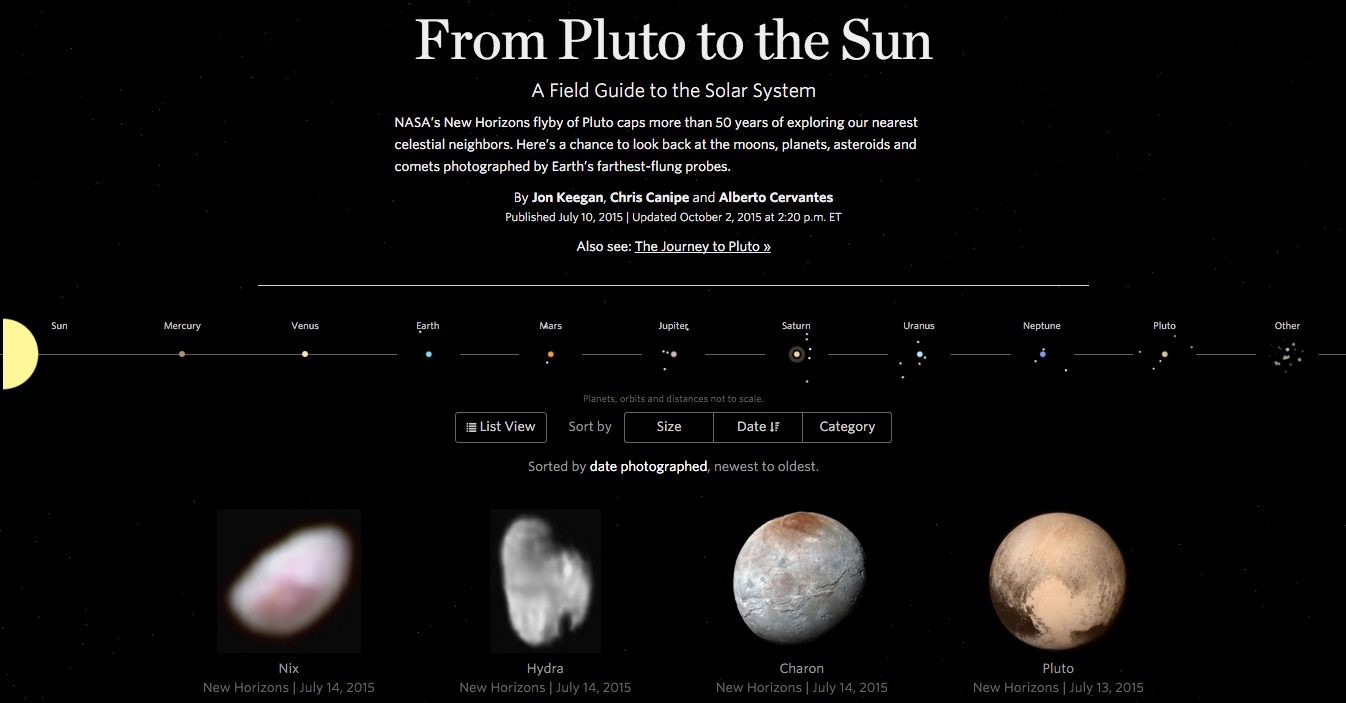 From Pluto to the Sun
A Field Guide to the Solar System
NASA’s New Horizons flyby of Pluto caps more than 50 years of exploring our nearest
celestial neighbors. Here’s a chance to look back at the moons, planets, asteroids and
comets photographed by Earth’s farthest-flung probes.
By Jon Keegan, Chris Canipe and Alberto Cervantes
Published July 10, 2015 | Updated October 2, 2015 at 2:20 p.m. ET
Also see: The Journey to Pluto »
Sun Mercury Venus Earth Mars Jupiter Saturn Uranus Neptune Pluto Other
Planets, orbits and distances not to scale.
List View Sort by Size Date Category
Sorted by date photographed, newest to oldest.
Nix Hydra Charon Pluto
New Horizons | July 14, 2015 New Horizons | July 14, 2015 New Horizons | July 14, 2015 New Horizons | July 13, 2015